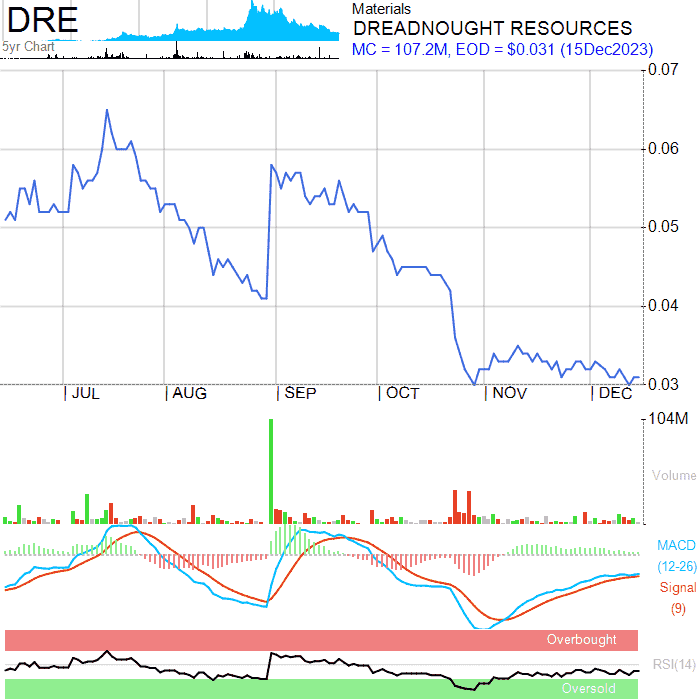 DRE
5yr Chart
Materials
DREADNOUGHT RESOURCES
MC = 107.2M, EOD = $0.031 (15Dec2023)
0.07
0.06
0.05
0.04
0.03
JUL AUG SEP OCT NOV DEC
104M
Volume
MACD
(12-26)
Signal
(9)
Overbought
RSI(14)
Oversold